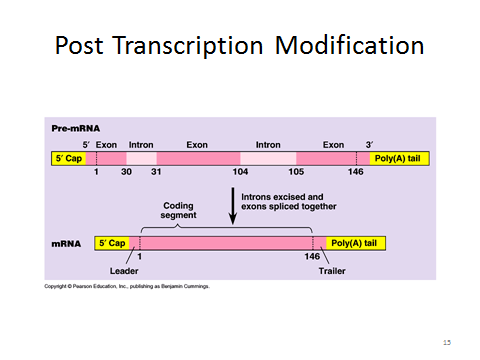 Post Transcription Modification
Pre-mRNA
5′ Exon Intron Exon Intron Exon 3′
5′ Cap Poly(A) tail
1 30 31 104 105 146
Introns excised and
exons spliced together
Coding
segment
mRNA
5′ Cap Poly(A) tail
1 146
Leader Trailer
Copyright © Pearson Education, Inc., publishing as Benjamin Cummings.
15